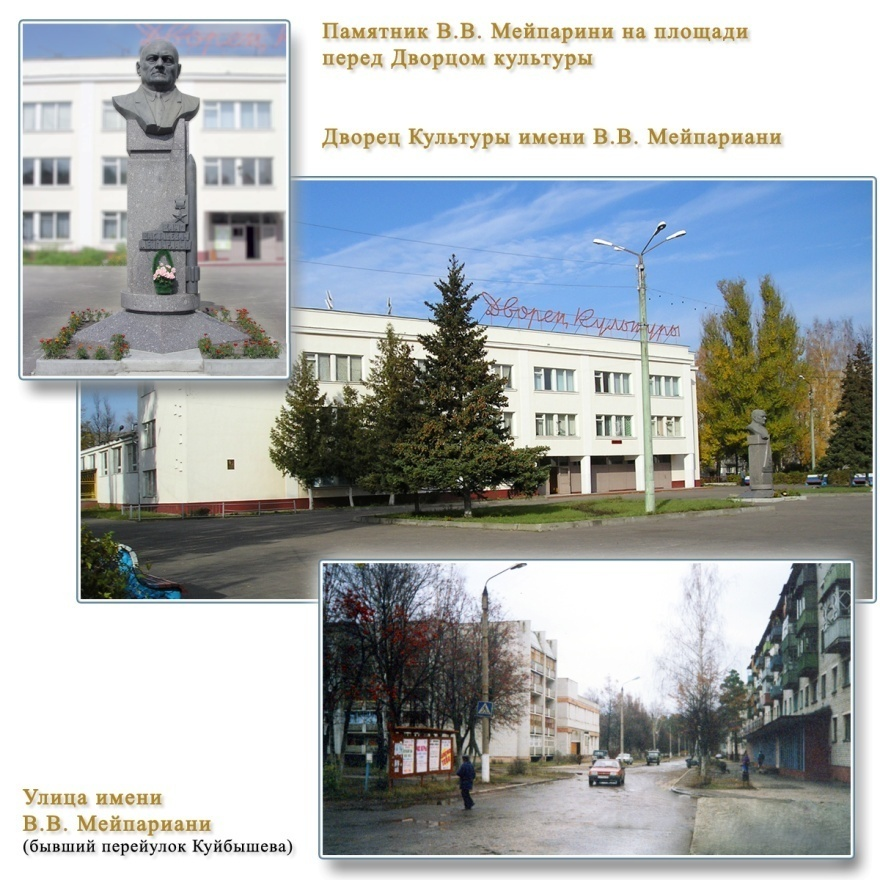 Памятник В.В. Мейпарини на площади
перед Дворцом культуры
Дворец Культуры имени В.В. Мейпариани
Дворец Культуры
Улица имени
В.В. Мейпариани
(бывший перейулок Куйбышева)